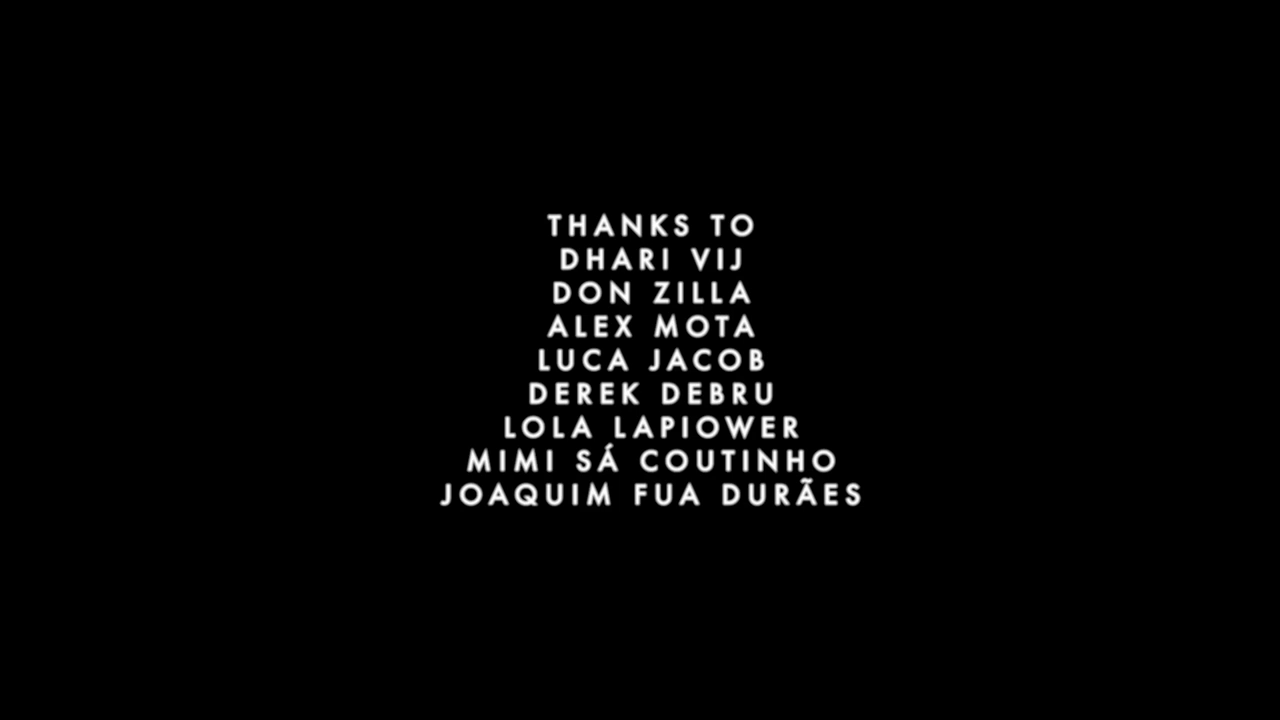 THANKS TO
DHARI VIJ
DON ZILLA
ALEX MOTA
LUCA JACOB
DEREK DEBRU
LOLA LAPIOWER
MIMI SÁ COUTINHO
JOAQUIM FUA DURÃES